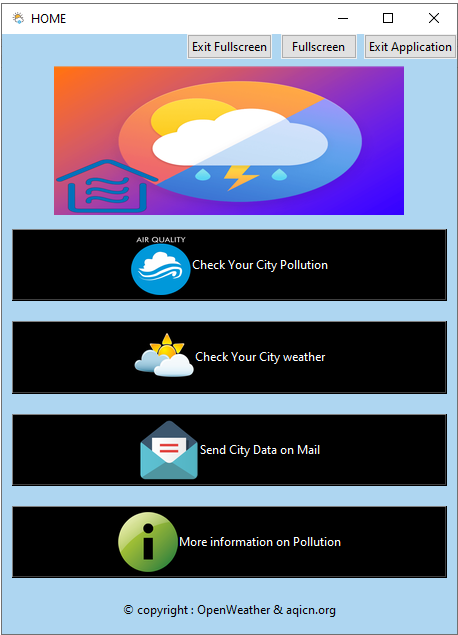 HOME
Exit Fullscreen Fullscreen Exit Application
AIR QUALITY
Check Your City Pollution
Check Your City weather
Send City Data on Mail
More information on Pollution
© copyright : OpenWeather & aqicn.org